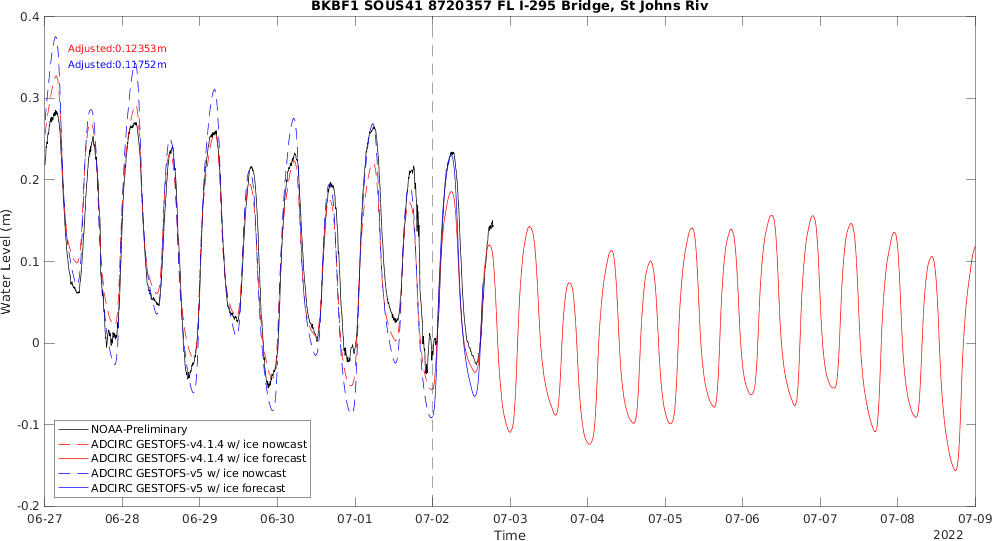 BKBF1 SOUS41 8720357 FL I-295 Bridge, St Johns Riv
0.4
Adjusted:0.12353m
Adjusted:0.11752m
0.3
0.2
Water Level (m)
0.1
0
-0.1
-0.2
NOAA-Preliminary
ADCIRC GESTOFS-v4.1.4 w/ ice nowcast
ADCIRC GESTOFS-v4.1.4 w/ ice forecast
ADCIRC GESTOFS-v5 w/ ice nowcast
ADCIRC GESTOFS-v5 w/ ice forecast
06-27 06-28 06-29 06-30 07-01 07-02 07-03 07-04 07-05 07-06 07-07 07-08 07-09
Time
2022